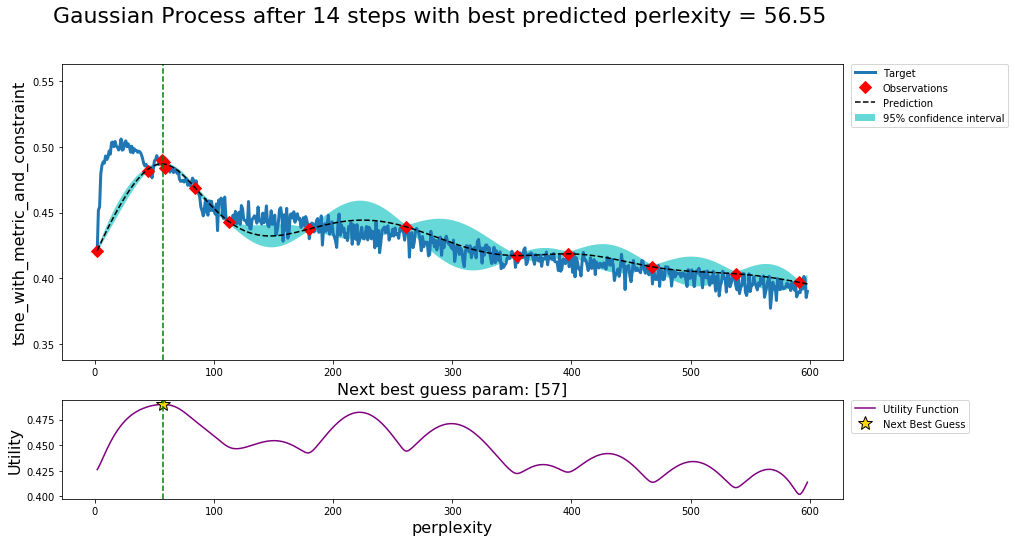 Gaussian Process after 14 steps with best predicted perlexity = 56.55
tsne_with_metric_and_constraint
0.55
0.50
0.45
0.40
0.35
0 100 200 300 400 500 600
Target
Observations
Prediction
95% confidence interval
Next best guess param: [57]
Utility
0.475
0.450
0.425
0.400
0 100 200 300 400 500 600
perplexity
Utility Function
Next Best Guess